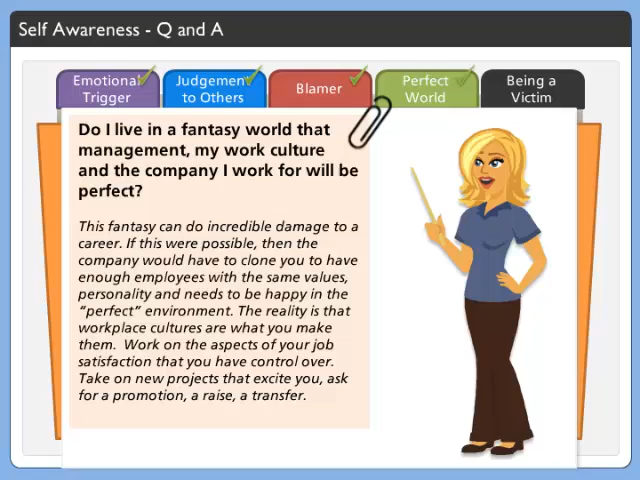 Self Awareness - Q and A
Emotional
Trigger
Judgement
to Others
Blamer
Perfect
World
Being a
Victim
Do I live in a fantasy world that
management, my work culture
and the company I work for will be
perfect?
This fantasy can do incredible damage to a
career. If this were possible, then the
company would have to clone you to have
enough employees with the same values,
personality and needs to be happy in the
“perfect” environment. The reality is that
workplace cultures are what you make
them.  Work on the aspects of your job
satisfaction that you have control over.
Take on new projects that excite you, ask
for a promotion, a raise, a transfer.